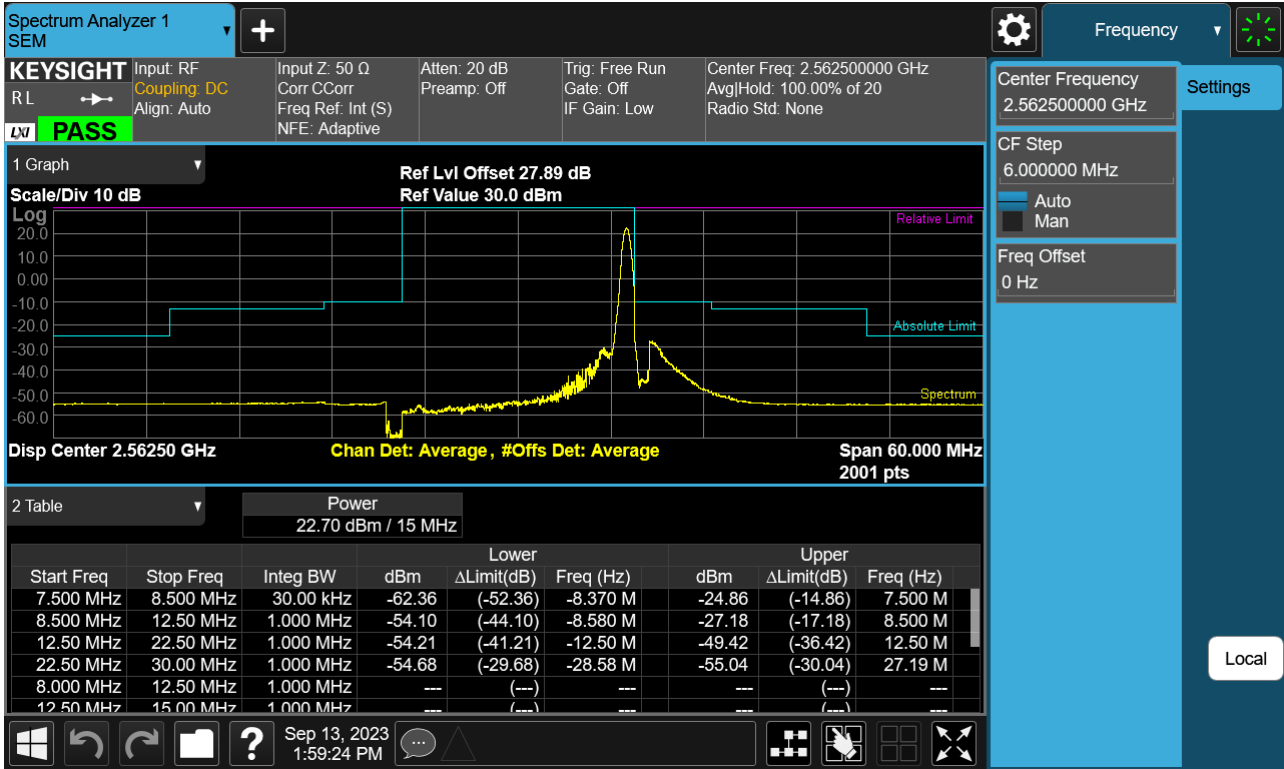 Spectrum Analyzer 1
SEM
Frequency
KEYSIGHT
R L
LXI
PASS
Input: RF
Coupling: DC
Align: Auto
Input Z: 50 Ω
Corr CCorr
Freq Ref: Int (S)
NFE: Adaptive
Atten: 20 dB
Preamp: Off
Trig: Free Run
Gate: Off
IF Gain: Low
Center Freq: 2.562500000 GHz
Avg|Hold: 100.00% of 20
Radio Std: None
Center Frequency
2.562500000 GHz
Settings
CF Step
6.000000 MHz
Auto
Man
Freq Offset
0 Hz
1 Graph
Ref Lvl Offset 27.89 dB
Scale/Div 10 dB
Ref Value 30.0 dBm
Log
Relative Limit
20.0
10.0
0.00
-10.0
-20.0
Absolute Limit
-30.0
-40.0
-50.0
Spectrum
-60.0
Disp Center 2.56250 GHz
Chan Det: Average , #Offs Det: Average
Span 60.000 MHz
2001 pts
2 Table
Power
22.70 dBm / 15 MHz
Lower Upper
Start Freq Stop Freq Integ BW dBm ΔLimit(dB) Freq (Hz) dBm ΔLimit(dB) Freq (Hz)
7.500 MHz 8.500 MHz 30.00 kHz -62.36 (-52.36) -8.370 M -24.86 (-14.86) 7.500 M
8.500 MHz 12.50 MHz 1.000 MHz -54.10 (-44.10) -8.580 M -27.18 (-17.18) 8.500 M
12.50 MHz 22.50 MHz 1.000 MHz -54.21 (-41.21) -12.50 M -49.42 (-36.42) 12.50 M
22.50 MHz 30.00 MHz 1.000 MHz -54.68 (-29.68) -28.58 M -55.04 (-30.04) 27.19 M
8.000 MHz 12.50 MHz 1.000 MHz --- (---) --- --- (---) ---
12.50 MHz 15.00 MHz 1.000 MHz --- (---) --- --- (---) ---
Local
?
Sep 13, 2023
1:59:24 PM